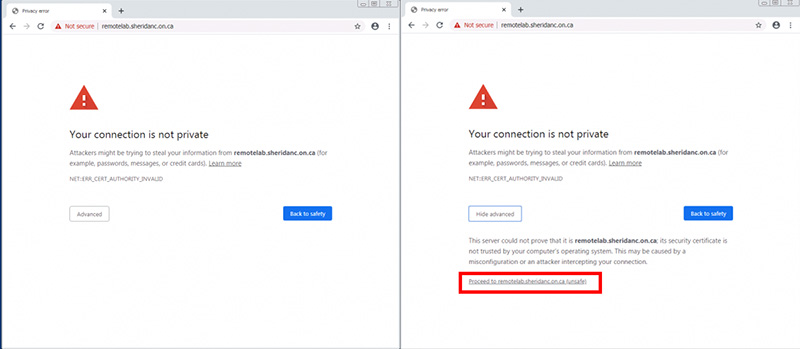 Privacy error
Not secure | remotelab.sheridanc.on.ca
Your connection is not private
Attackers might be trying to steal your information from remotelab.sheridanc.on.ca (for
example, passwords, messages, or credit cards). Learn more
NET::ERR_CERT_AUTHORITY_INVALID
Advanced
Back to safety
Privacy error
Not secure | remotelab.sheridanc.on.ca
Your connection is not private
Attackers might be trying to steal your information from remotelab.sheridanc.on.ca (for
example, passwords, messages, or credit cards). Learn more
NET::ERR_CERT_AUTHORITY_INVALID
Hide advanced
Back to safety
This server could not prove that it is remotelab.sheridanc.on.ca; its security certificate is
not trusted by your computer's operating system. This may be caused by a
misconfiguration or an attacker intercepting your connection.
Proceed to remotelab.sheridanc.on.ca (unsafe)